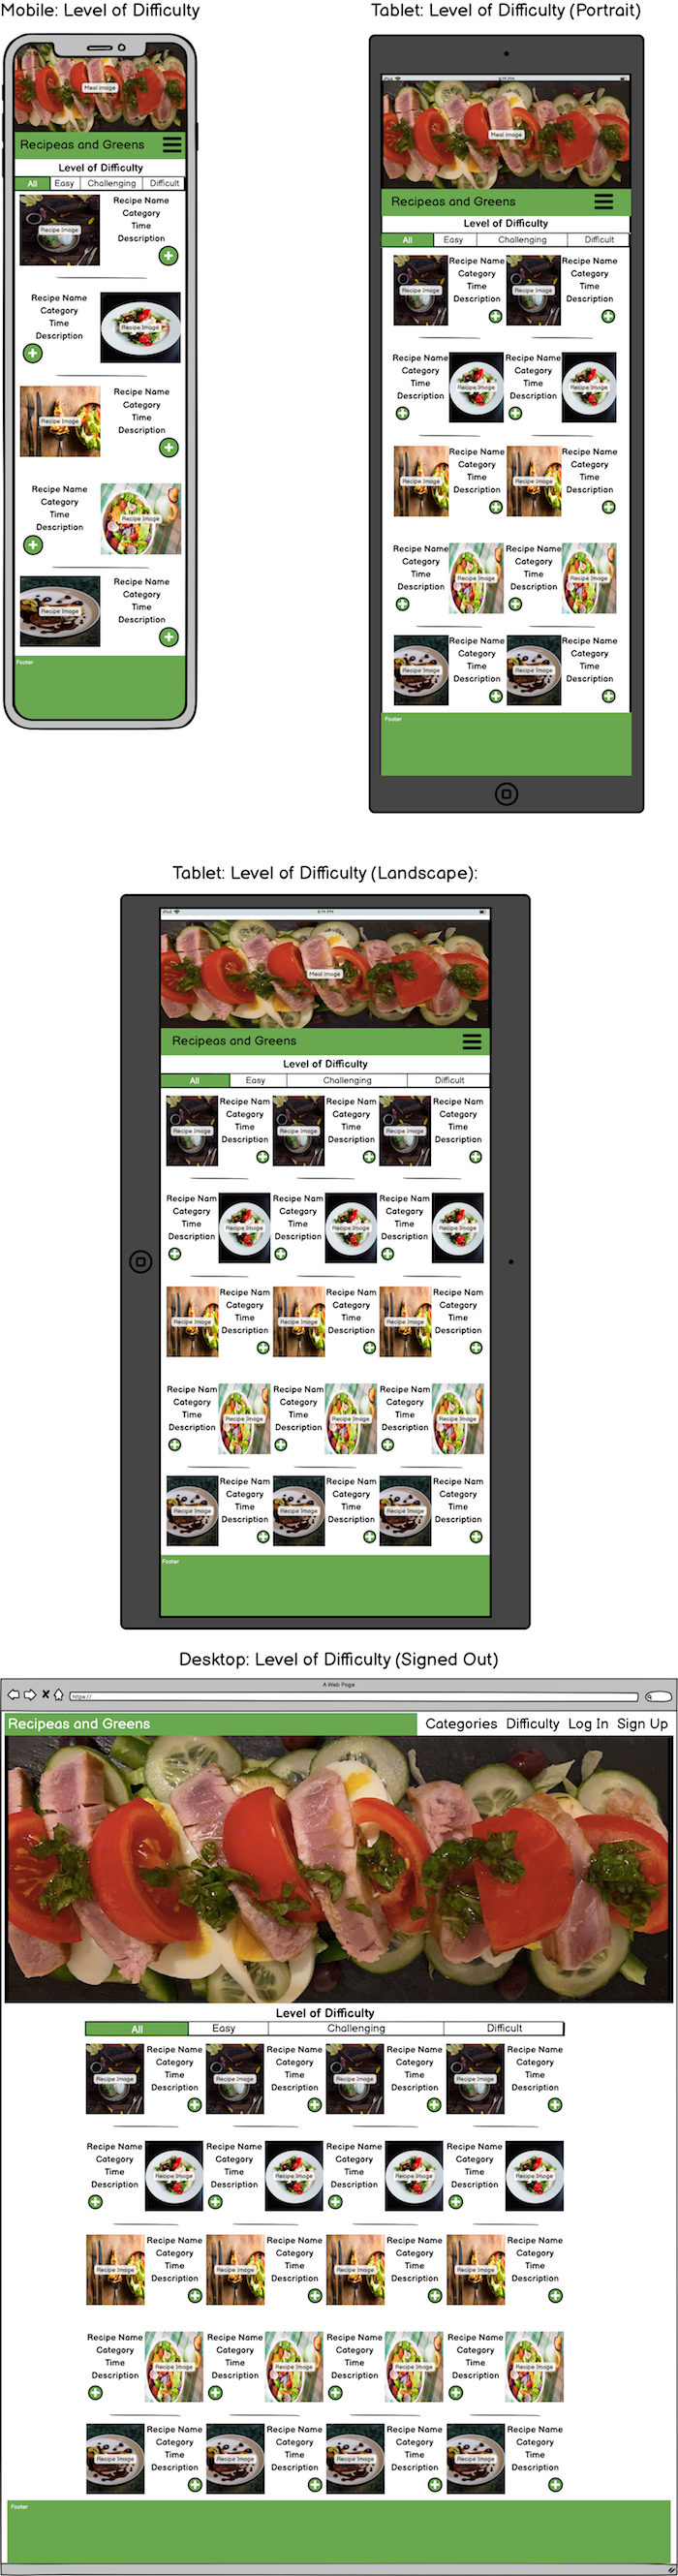 Mobile: Level of Difficulty
Meal image
Recipeas and Greens
Level of Difficulty
All Easy Challenging Difficult
Recipe Name
Category
Recipe Image Time
Description
Recipe Name
Category
Time Recipe Image
Description
Recipe Name
Category
Recipe Image Time
Description
Recipe Name
Category
Time Recipe Image
Description
Recipe Name
Category
Recipe Image Time
Description
Footer
Tablet: Level of Difficulty (Portrait)
iPad
Meal image
Recipeas and Greens
Level of Difficulty
All Easy Challenging Difficult
Recipe Name Recipe Name
Category Category
Recipe Image Time Recipe Image Time
Description Description
Recipe Name Recipe Name
Category Category
Time Recipe Image Time Recipe Image
Description Description
Recipe Name Recipe Name
Category Category
Recipe Image Time Recipe Image Time
Description Description
Recipe Name Recipe Name
Category Category
Time Recipe Image Time Recipe Image
Description Description
Recipe Name Recipe Name
Category Category
Recipe Image Time Recipe Image Time
Description Description
Footer
Tablet: Level of Difficulty (Landscape):
iPad
Meal image
Recipeas and Greens
Level of Difficulty
All Easy Challenging Difficult
Recipe Nam Recipe Nam Recipe Nam
Category Category Category
Recipe Image Time Recipe Image Time Recipe Image Time
Description Description Description
Recipe Nam Recipe Nam Recipe Nam
Category Category Category
Time Recipe Image Time Recipe Image Time Recipe Image
Description Description Description
Recipe Nam Recipe Nam Recipe Nam
Category Category Category
Recipe Image Time Recipe Image Time Recipe Image Time
Description Description Description
Recipe Nam Recipe Nam Recipe Nam
Category Category Category
Time Recipe Image Time Recipe Image Time Recipe Image
Description Description Description
Recipe Nam Recipe Nam Recipe Nam
Category Category Category
Recipe Image Time Recipe Image Time Recipe Image Time
Description Description Description
Footer
Desktop: Level of Difficulty (Signed Out)
A Web Page
https://
Recipeas and Greens Categories Difficulty Log In Sign Up
Level of Difficulty
All Easy Challenging Difficult
Recipe Name Recipe Name Recipe Name Recipe Name
Category Category Category Category
Recipe Image Time Recipe Image Time Recipe Image Time Recipe Image Time
Description Description Description Description
Recipe Name Recipe Name Recipe Name Recipe Name
Category Category Category Category
Time Recipe Image Time Recipe Image Time Recipe Image Time Recipe Image
Description Description Description Description
Recipe Name Recipe Name Recipe Name Recipe Name
Category Category Category Category
Recipe Image Time Recipe Image Time Recipe Image Time Recipe Image Time
Description Description Description Description
Recipe Name Recipe Name Recipe Name Recipe Name
Category Category Category Category
Time Recipe Image Time Recipe Image Time Recipe Image Time Recipe Image
Description Description Description Description
Recipe Name Recipe Name Recipe Name Recipe Name
Category Category Category Category
Recipe Image Time Recipe Image Time Recipe Image Time Recipe Image Time
Description Description Description Description
Footer